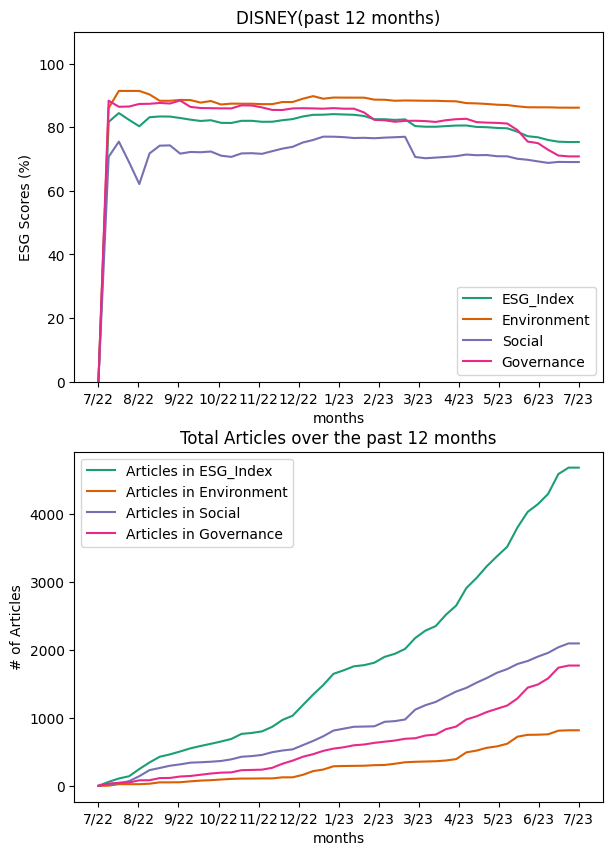 DISNEY(past 12 months)
100
80
60
40
20
0
ESG Scores (%)
ESG_Index
Environment
Social
Governance
7/22 8/22 9/22 10/22 11/22 12/22 1/23 2/23 3/23 4/23 5/23 6/23 7/23
months
Total Articles over the past 12 months
Articles in ESG_Index
Articles in Environment
Articles in Social
Articles in Governance
4000
3000
2000
1000
0
# of Articles
7/22 8/22 9/22 10/22 11/22 12/22 1/23 2/23 3/23 4/23 5/23 6/23 7/23
months